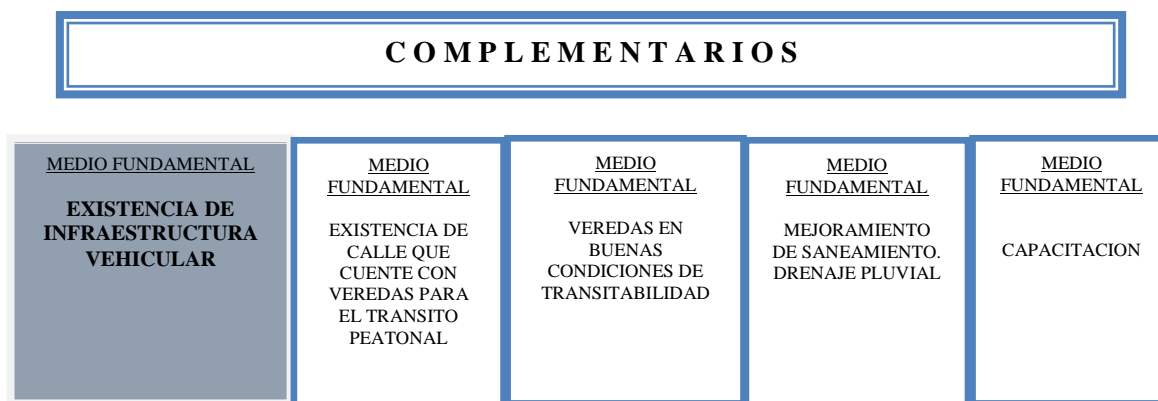 COMPLEMENTARIOS
MEDIO FUNDAMENTAL
EXISTENCIA DE
INFRAESTRUCTURA
VEHICULAR
MEDIO
FUNDAMENTAL
EXISTENCIA DE
CALLE QUE
CUENTE CON
VEREDAS PARA
EL TRANSITO
PEATONAL
MEDIO
FUNDAMENTAL
VEREDAS EN
BUENAS
CONDICIONES DE
TRANSITABILIDAD
MEDIO
FUNDAMENTAL
MEJORAMIENTO
DE SANEAMIENTO.
DRENAJE PLUVIAL
MEDIO
FUNDAMENTAL
CAPACITACION